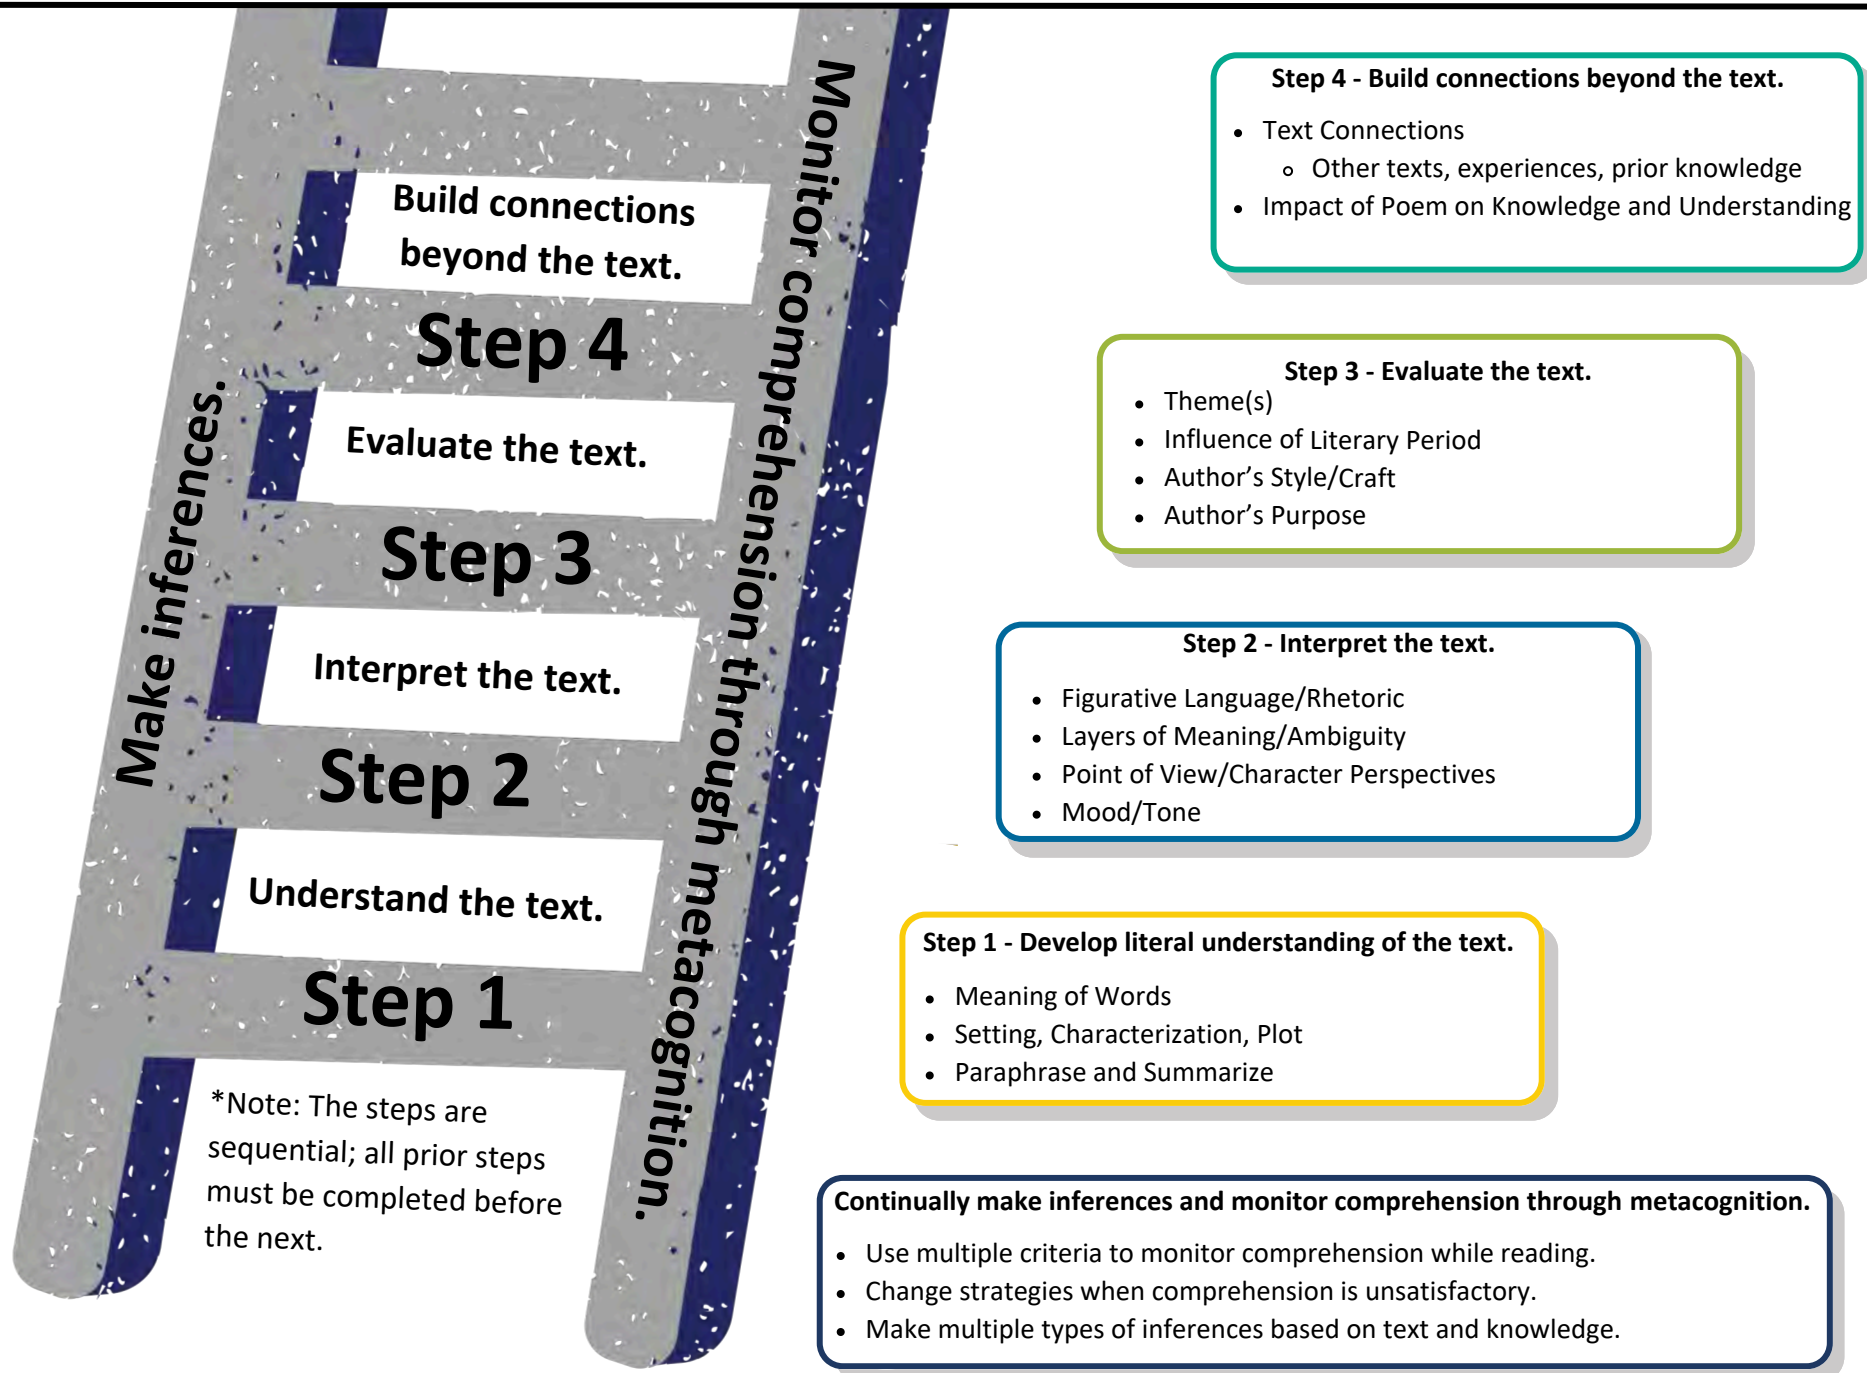 Build connections
beyond the text.
Step 4
Evaluate the text.
Step 3
Interpret the text.
Step 2
Understand the text.
Step 1
Make inferences.
Monitor comprehension through metacognition.
*Note: The steps are
sequential; all prior steps
must be completed before
the next.
Step 4 - Build connections beyond the text.
• Text Connections
o Other texts, experiences, prior knowledge
• Impact of Poem on Knowledge and Understanding
Step 3 - Evaluate the text.
• Theme(s)
• Influence of Literary Period
• Author’s Style/Craft
• Author’s Purpose
Step 2 - Interpret the text.
• Figurative Language/Rhetoric
• Layers of Meaning/Ambiguity
• Point of View/Character Perspectives
• Mood/Tone
Step 1 - Develop literal understanding of the text.
• Meaning of Words
• Setting, Characterization, Plot
• Paraphrase and Summarize
Continually make inferences and monitor comprehension through metacognition.
• Use multiple criteria to monitor comprehension while reading.
• Change strategies when comprehension is unsatisfactory.
• Make multiple types of inferences based on text and knowledge.